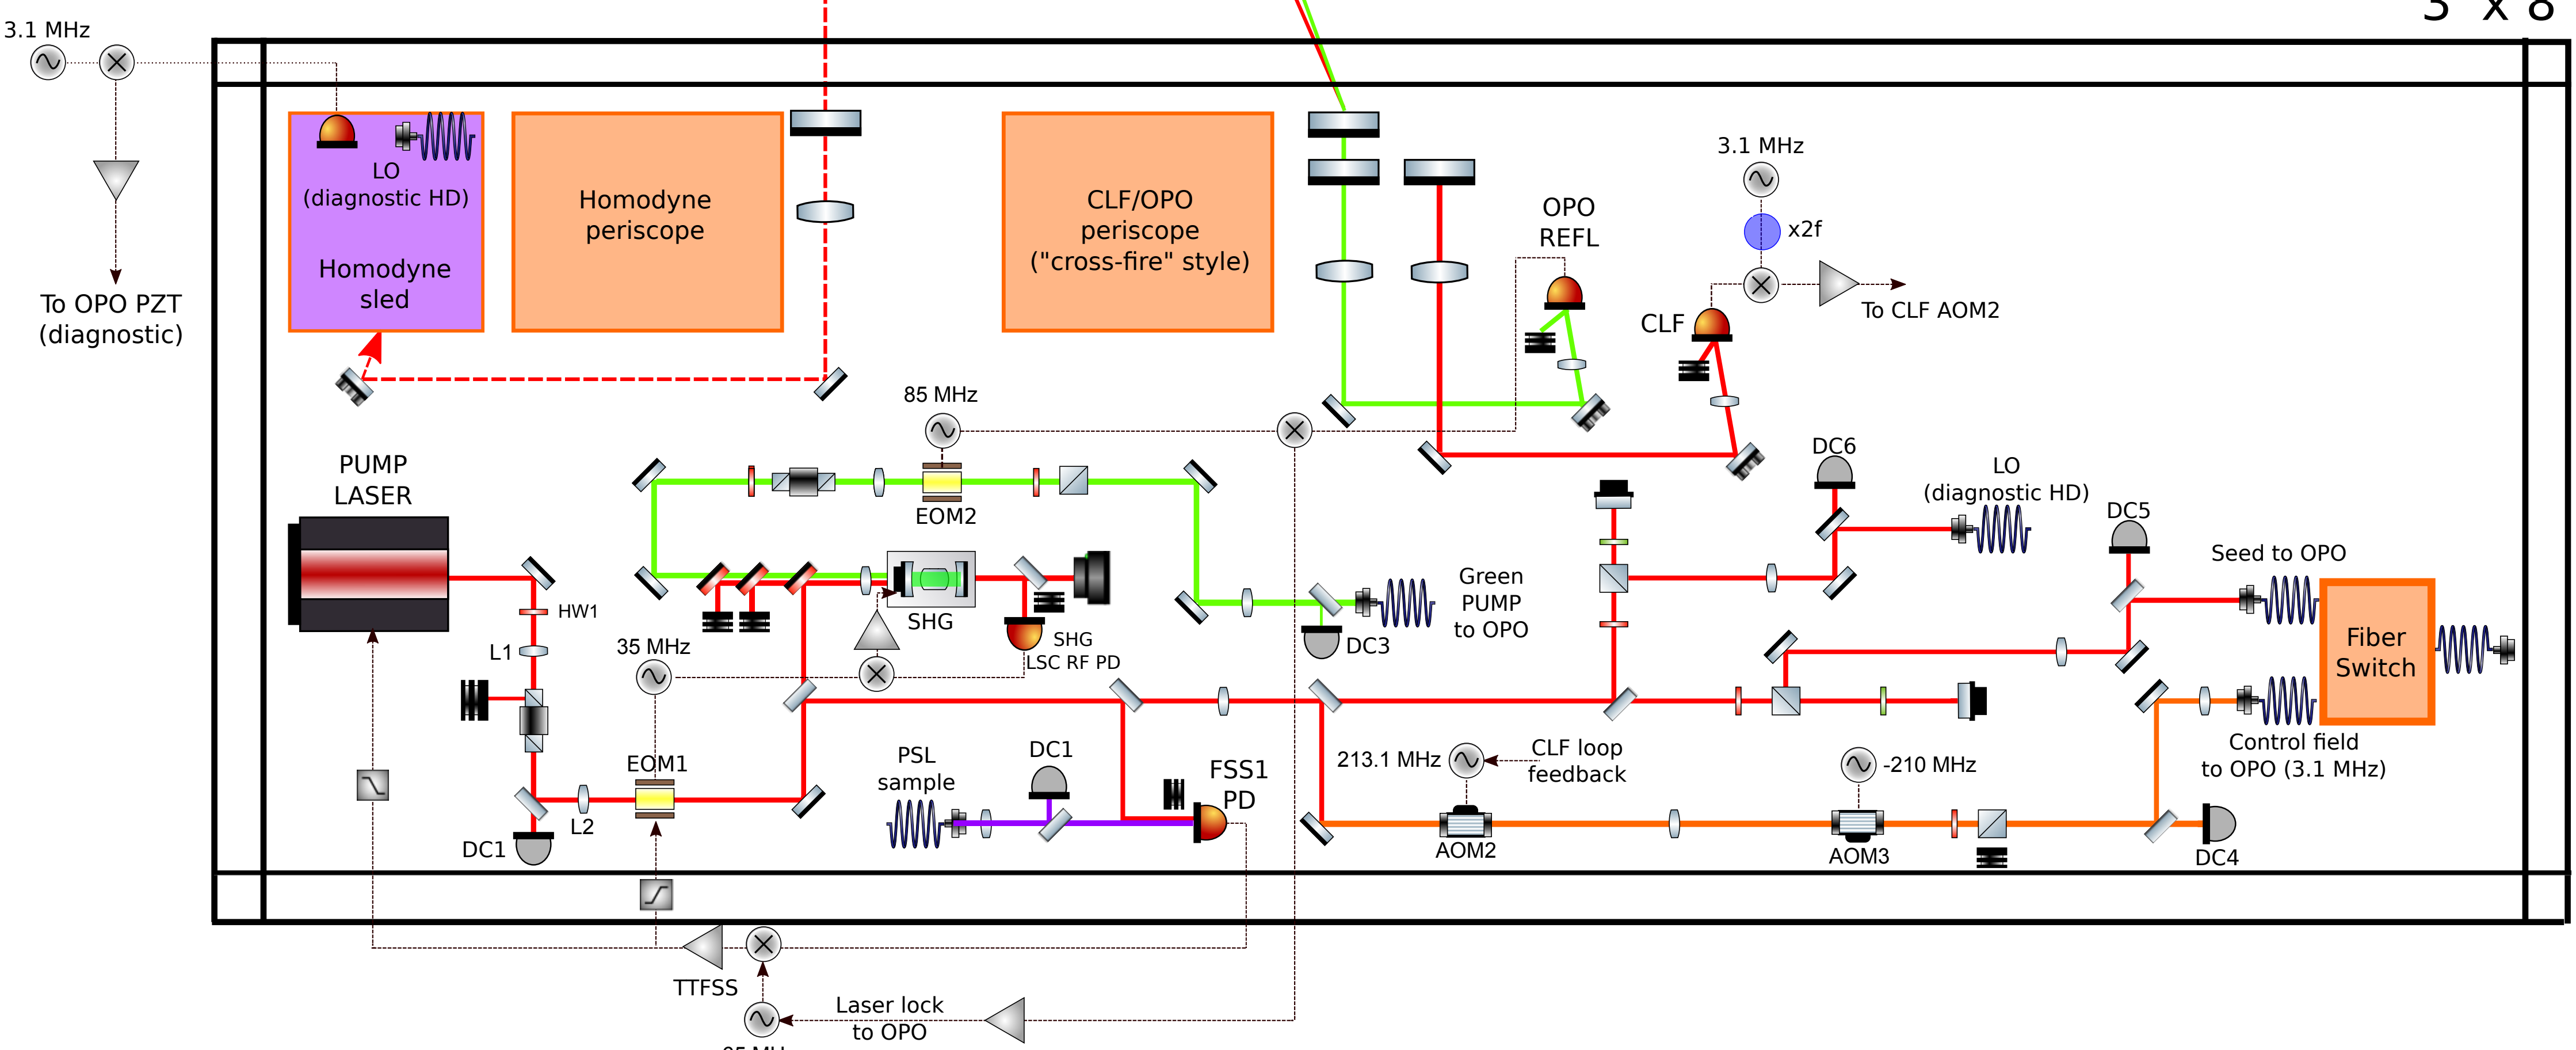 3' x 8'
3.1 MHz
LO
(diagnostic HD)
Homodyne
sled
Homodyne
periscope
CLF/OPO
periscope
("cross-fire" style)
OPO
REFL
3.1 MHz
x2f
To OPO PZT
(diagnostic)
CLF
To CLF AOM2
85 MHz
PUMP
LASER
EOM2
DC6
LO
(diagnostic HD)
DC5
Seed to OPO
HW1
L1
SHG
35 MHz
SHG
LSC RF PD
Green
PUMP
to OPO
DC3
Fiber
Switch
Control field
to OPO (3.1 MHz)
EOM1
L2
DC1
PSL
sample
DC1
FSS1
PD
213.1 MHz
CLF loop
feedback
-210 MHz
AOM2
AOM3
DC4
TTFSS
Laser lock
to OPO